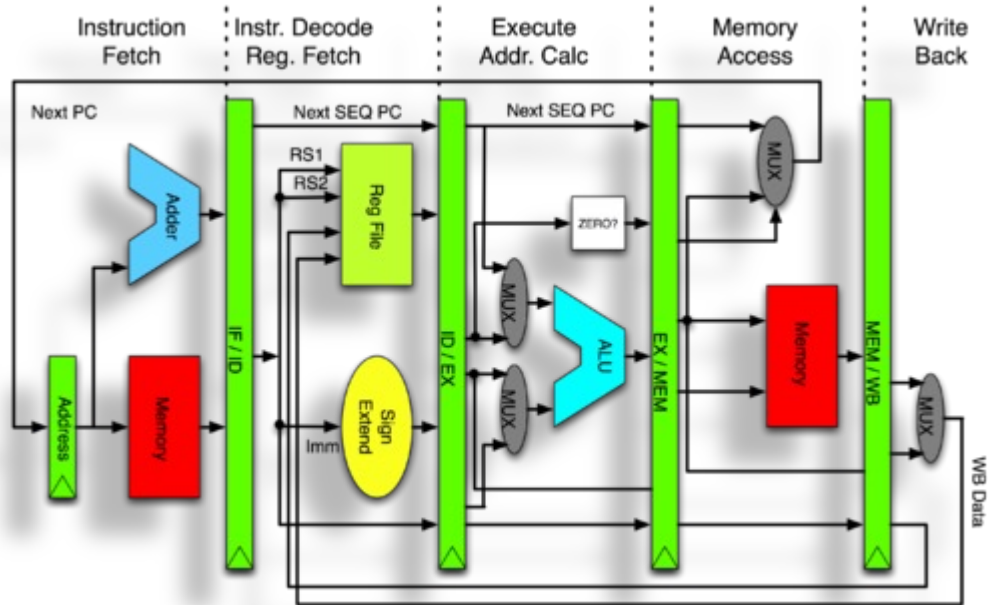 Instruction
Fetch
Instr. Decode
Reg. Fetch
Execute
Addr. Calc
Memory
Access
Write
Back
Next PC
Next SEQ PC
Next SEQ PC
RS1
RS2
Reg File
Adder
ZERO?
MUX
MUX
MUX
ALU
IF / ID
ID / EX
EX / MEM
MEM / WB
Memory
Address
Memory
Sign
Extend
Imm
MUX
WB Data